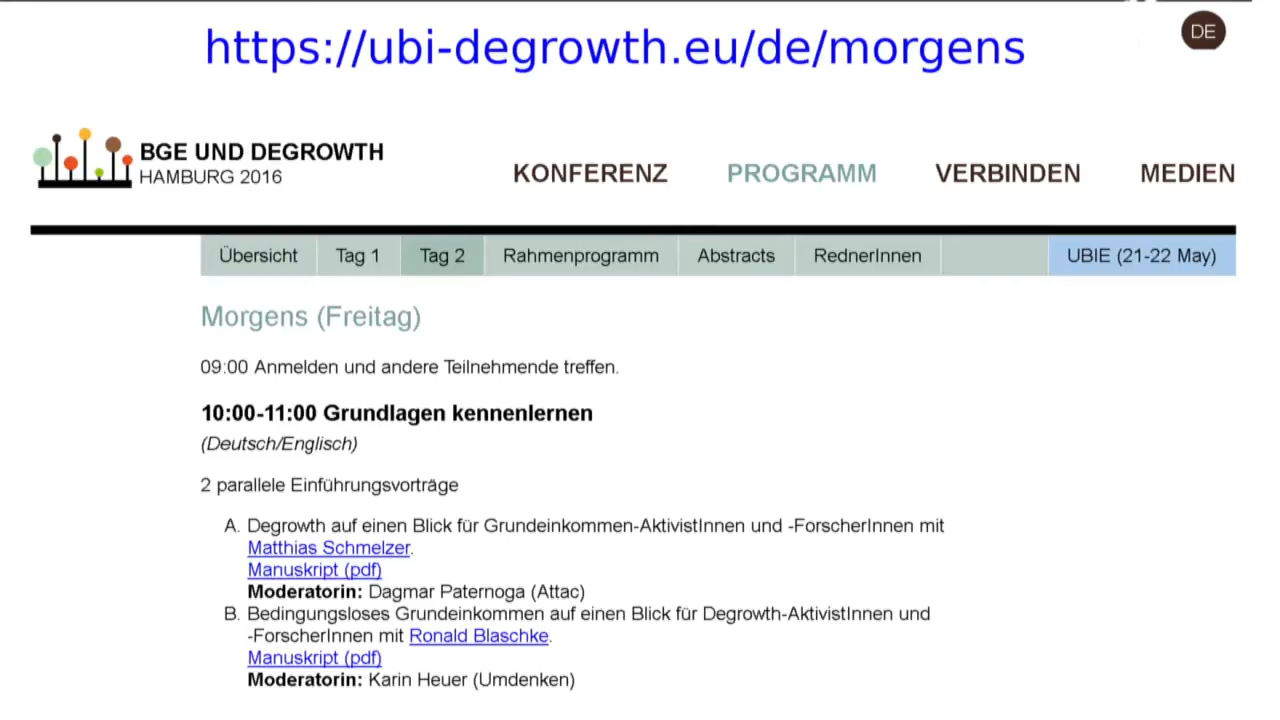 https://ubi-degrowth.eu/de/morgens
DE
BGE UND DEGROWTH
HAMBURG 2016
KONFERENZ PROGRAMM VERBINDEN MEDIEN
Übersicht Tag 1 Tag 2 Rahmenprogramm Abstracts RednerInnen UBIE (21-22 May)
Morgens (Freitag)
09:00 Anmelden und andere Teilnehmende treffen.
10:00-11:00 Grundlagen kennenlernen
(Deutsch/Englisch)
2 parallele Einführungsvorträge
A. Degrowth auf einen Blick für Grundeinkommen-AktivistInnen und -ForscherInnen mit
Matthias Schmelzer.
Manuskript (pdf)
Moderatorin: Dagmar Paternoga (Attac)
B. Bedingungsloses Grundeinkommen auf einen Blick für Degrowth-AktivistInnen und
-ForscherInnen mit Ronald Blaschke.
Manuskript (pdf)
Moderatorin: Karin Heuer (Umdenken)